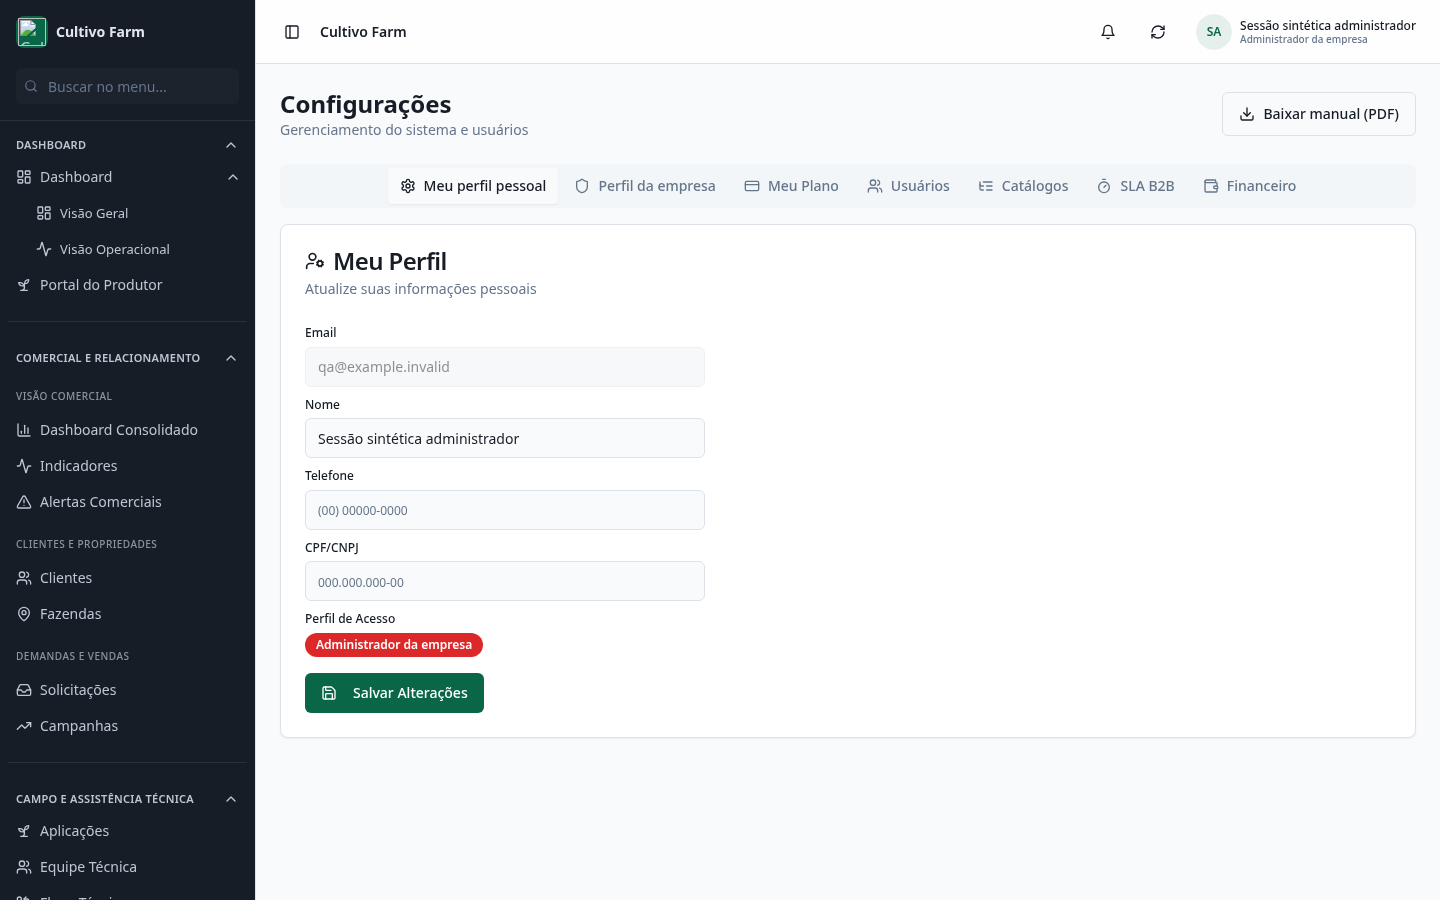 Cultivo Farm
Buscar no menu...
DASHBOARD
Dashboard
Visão Geral
Visão Operacional
Portal do Produtor
COMERCIAL E RELACIONAMENTO
VISÃO COMERCIAL
Dashboard Consolidado
Indicadores
Alertas Comerciais
CLIENTES E PROPRIEDADES
Clientes
Fazendas
DEMANDAS E VENDAS
Solicitações
Campanhas
CAMPO E ASSISTÊNCIA TÉCNICA
Aplicações
Equipe Técnica
Cultivo Farm
SA
Sessão sintética administrador
Administrador da empresa
Configurações
Gerenciamento do sistema e usuários
Baixar manual (PDF)
Meu perfil pessoal
Perfil da empresa
Meu Plano
Usuários
Catálogos
SLA B2B
Financeiro
Meu Perfil
Atualize suas informações pessoais
Email
qa@example.invalid
Nome
Sessão sintética administrador
Telefone
(00) 00000-0000
CPF/CNPJ
000.000.000-00
Perfil de Acesso
Administrador da empresa
Salvar Alterações